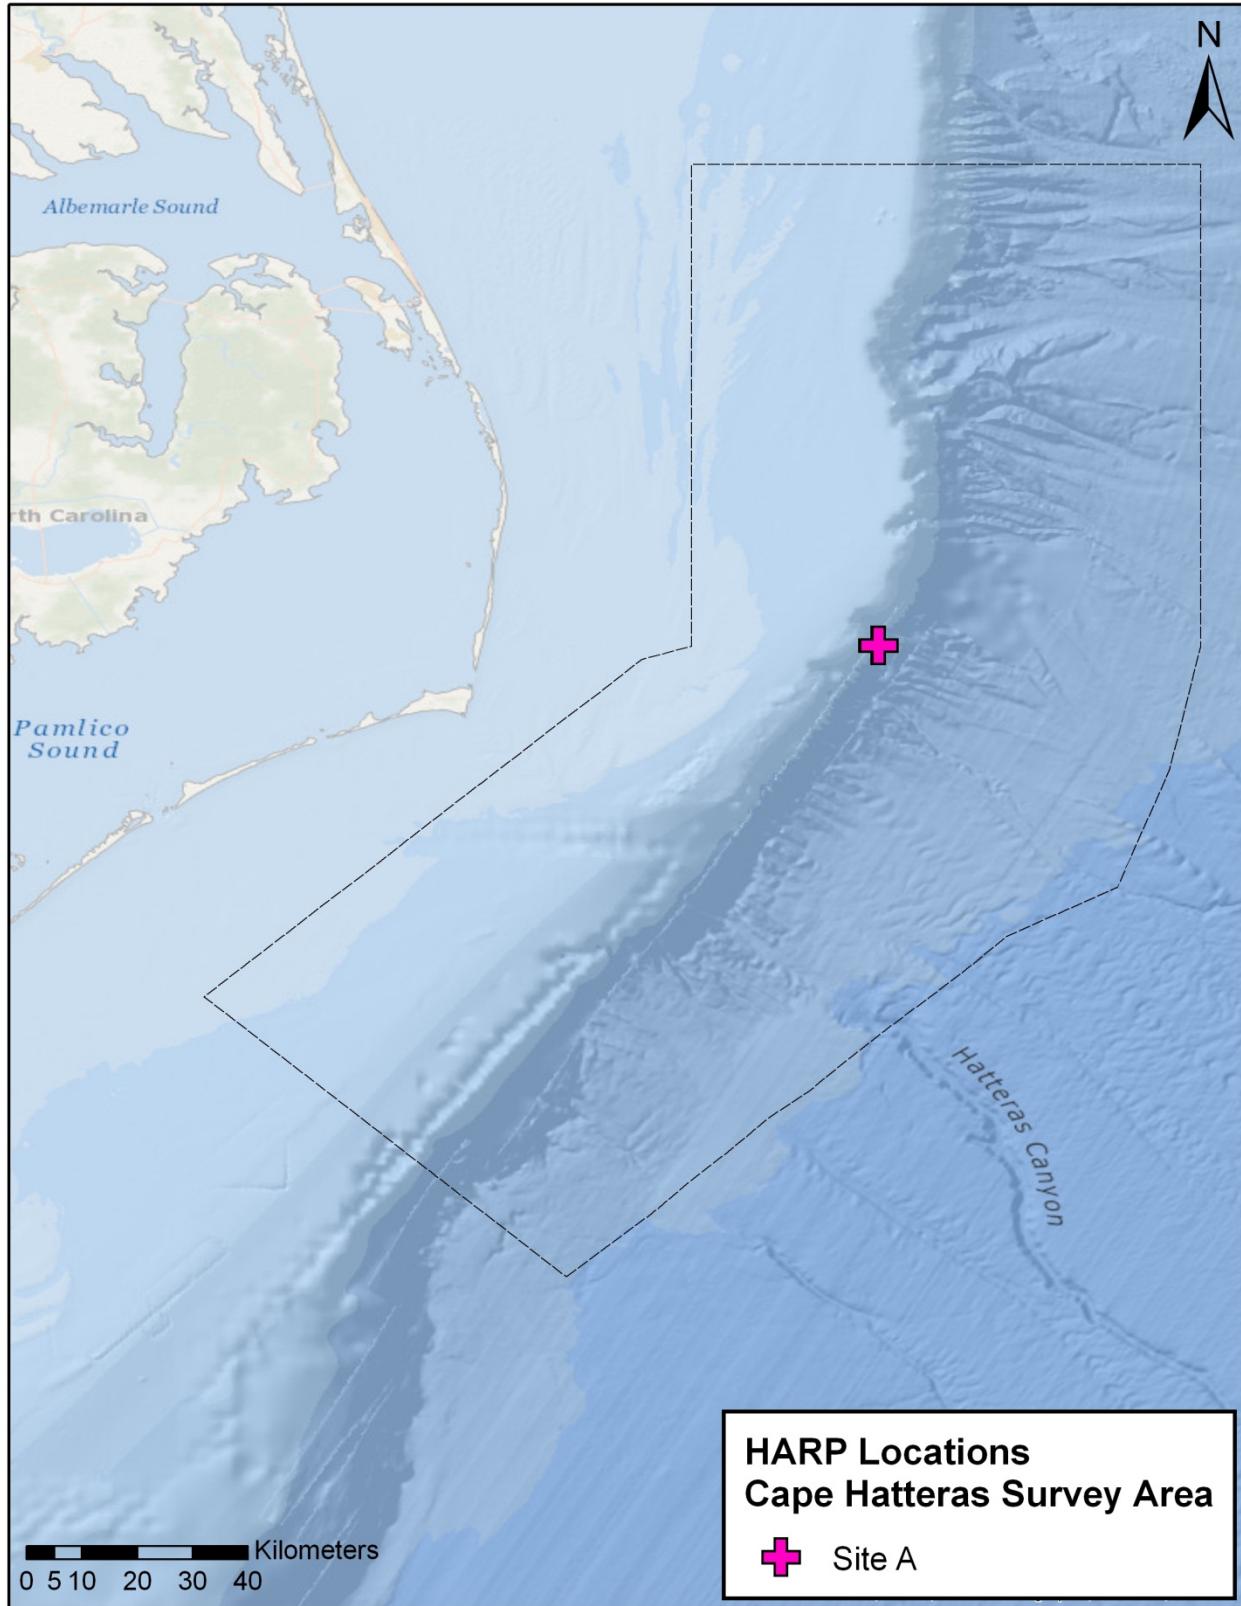 N
Albemarle Sound
rth Carolina
Pamlico
Sound
Hatteras Canyon
HARP Locations
Cape Hatteras Survey Area
Site A
Kilometers
0 5 10 20 30 40